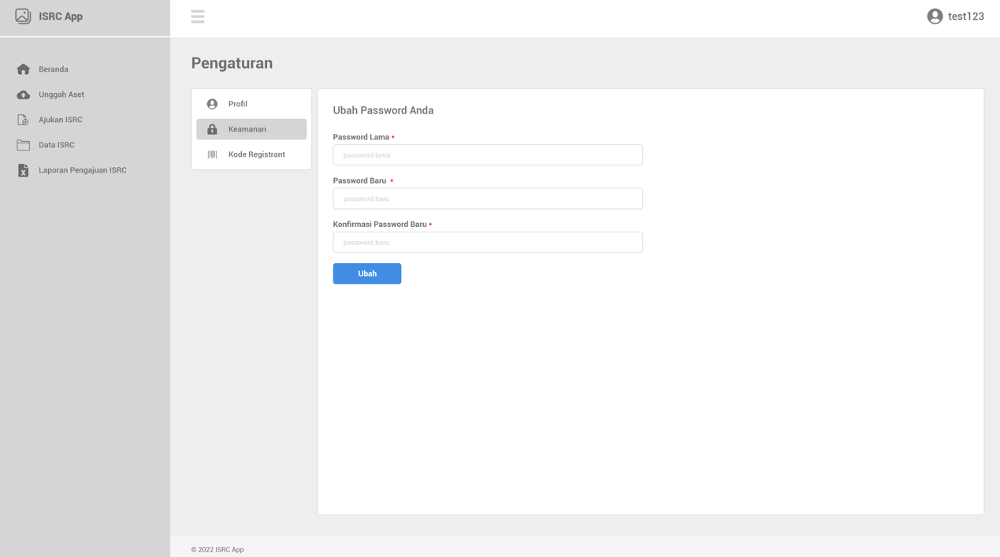 ISRC App
test123
Beranda
Unggah Aset
Ajukan ISRC
Data ISRC
Laporan Pengajuan ISRC
Pengaturan
Profil
Keamanan
Kode Registrant
Ubah Password Anda
Password Lama *
password lama
Password Baru *
password baru
Konfirmasi Password Baru *
password baru
Ubah
© 2022 ISRC App